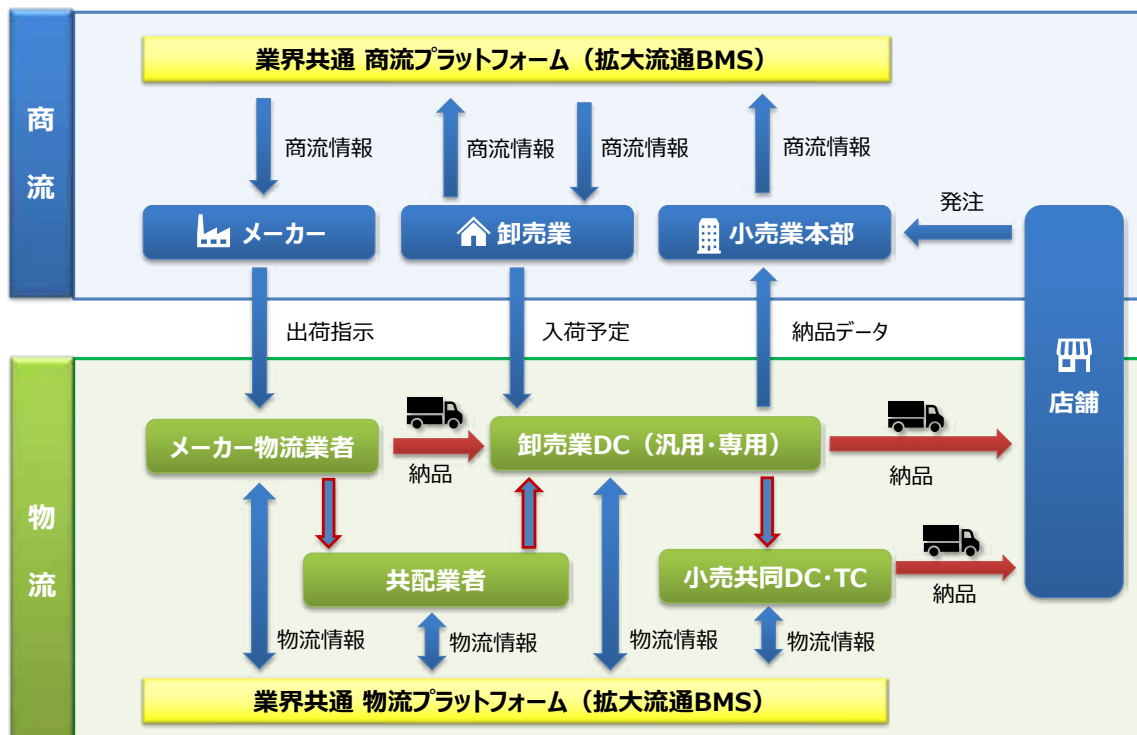 業界共通 商流プラットフォーム（拡大流通BMS）
商流
商流情報
商流情報
商流情報
商流情報
メーカー
卸売業
小売業本部
発注
出荷指示
入荷予定
納品データ
店舗
物流
メーカー物流業者
納品
卸売業DC（汎用・専用）
納品
共配業者
小売共同DC・TC
納品
物流情報
物流情報
物流情報
物流情報
業界共通 物流プラットフォーム（拡大流通BMS）